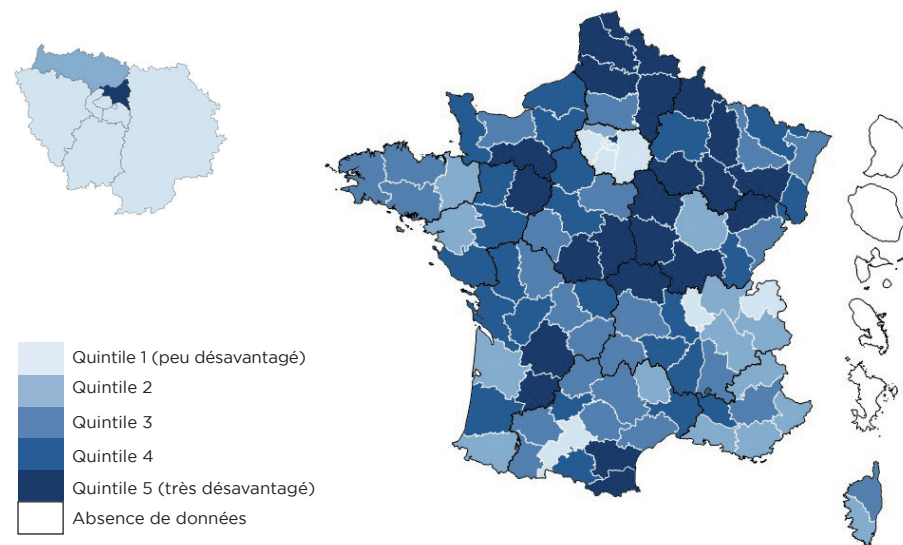 Quintile 1 (peu désavantagé)
Quintile 2
Quintile 3
Quintile 4
Quintile 5 (très désavantagé)
Absence de données